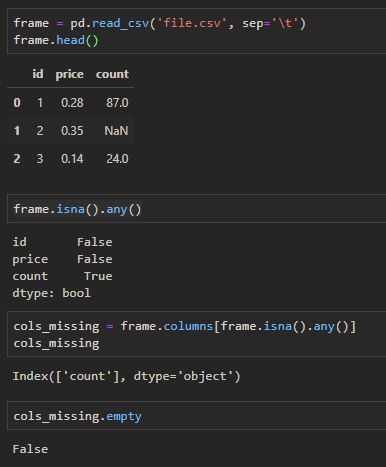 frame = pd.read_csv('file.csv', sep='\t')
frame.head()
id price count
0 1 0.28 87.0
1 2 0.35 NaN
2 3 0.14 24.0
frame.isna().any()
id       False
price    False
count     True
dtype: bool
cols_missing = frame.columns[frame.isna().any()]
cols_missing
Index(['count'], dtype='object')
cols_missing.empty
False